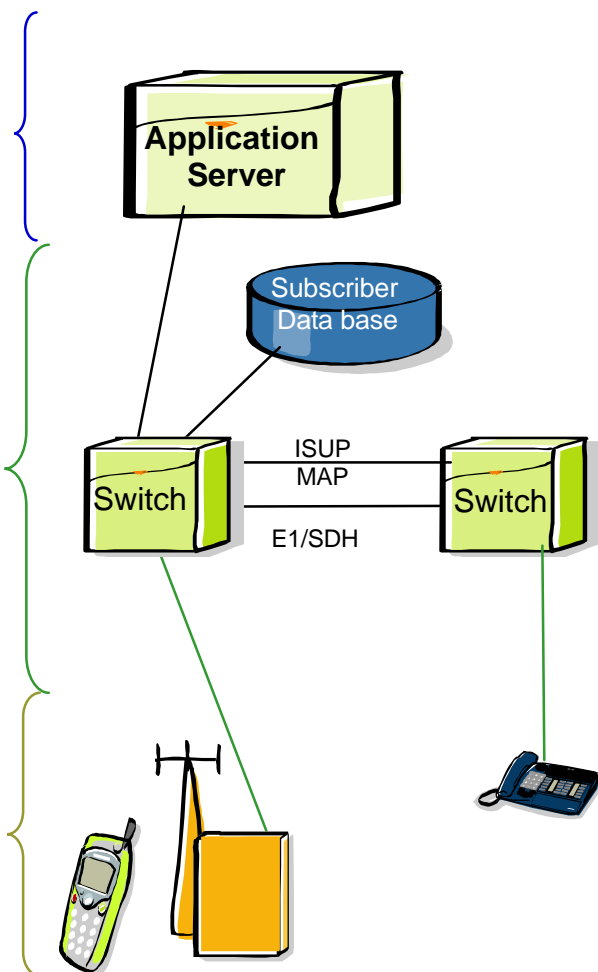 Application
Server
Subscriber
Data base
ISUP
MAP
Switch
Switch
E1/SDH